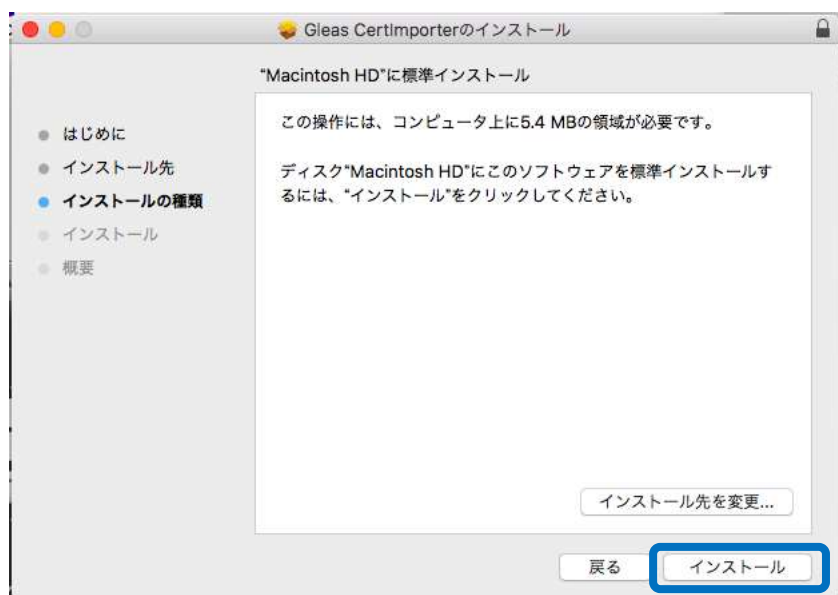 Gleas CertImporterのインストール
"Macintosh HD"に標準インストール
はじめに
インストール先
インストールの種類
インストール
概要
この操作には、コンピュータ上に5.4 MBの領域が必要です。
ディスク"Macintosh HD"にこのソフトウェアを標準インストールす
るには、"インストール"をクリックしてください。
インストール先を変更...
戻る
インストール